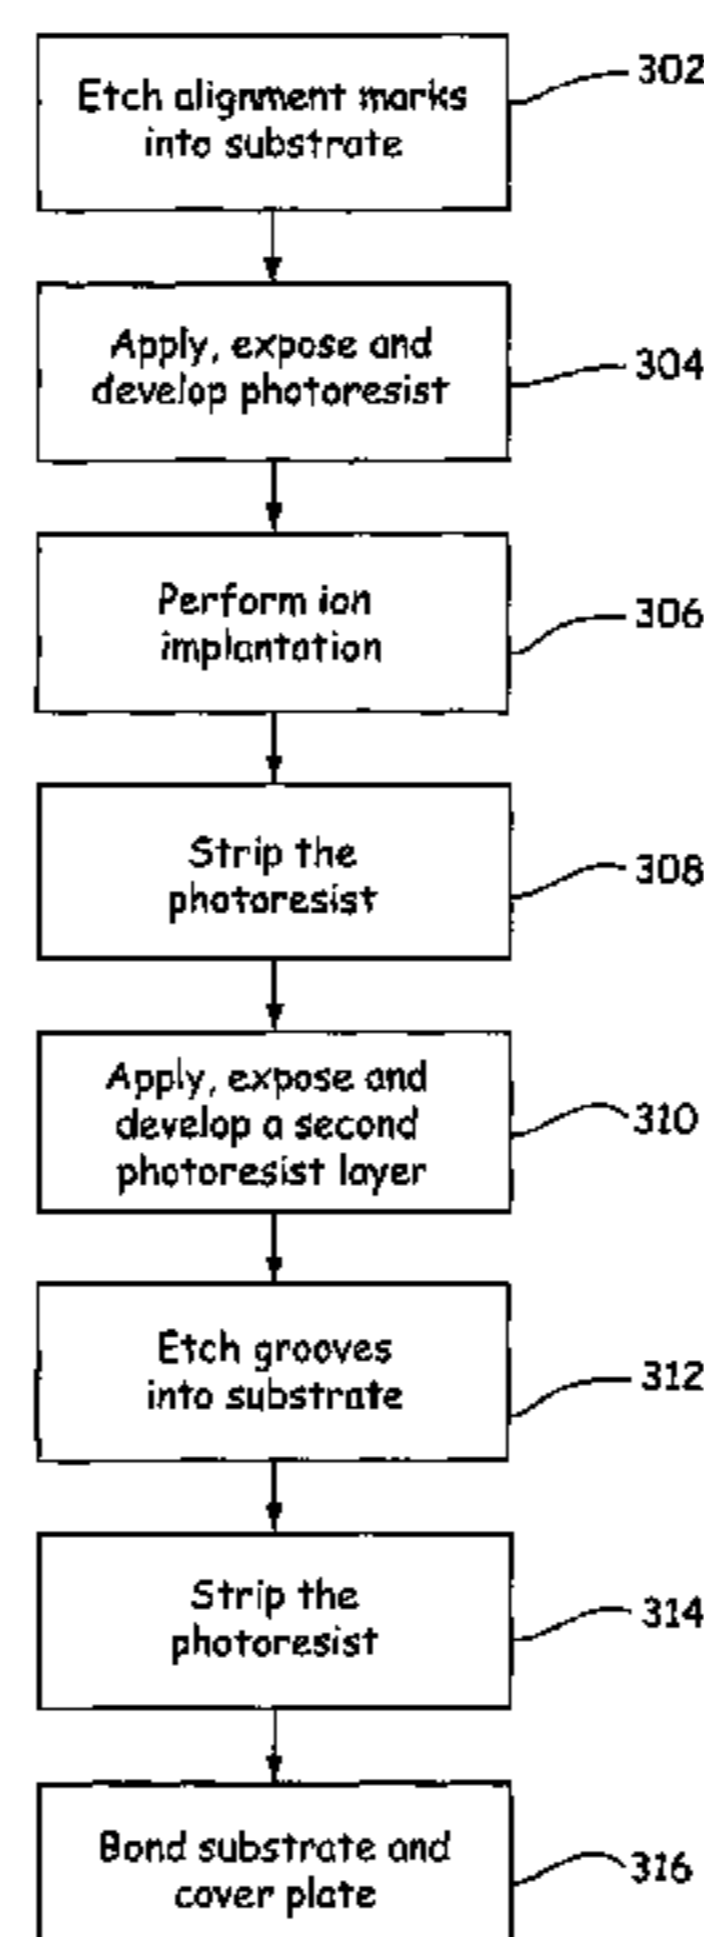 Etch alignment marks
into substrate
302
Apply, expose and
develop photoresist
304
Perform ion
implantation
306
Strip the
photoresist
308
Apply, expose and
develop a second
photoresist layer
310
Etch grooves
into substrate
312
Strip the
photoresist
314
Bond substrate and
cover plate
316